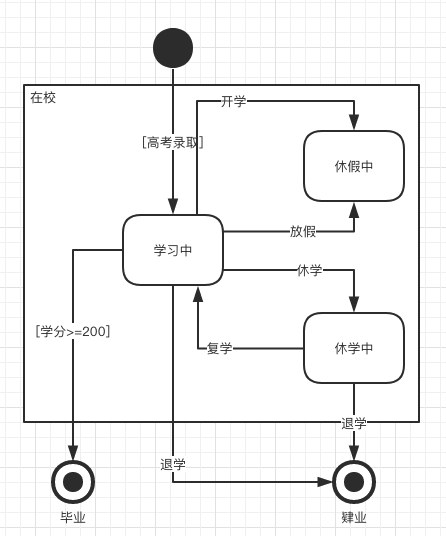 在校
开学
[高考录取]
休假中
放假
学习中
休学
[学分>=200]
复学
休学中
退学
退学
毕业
肄业